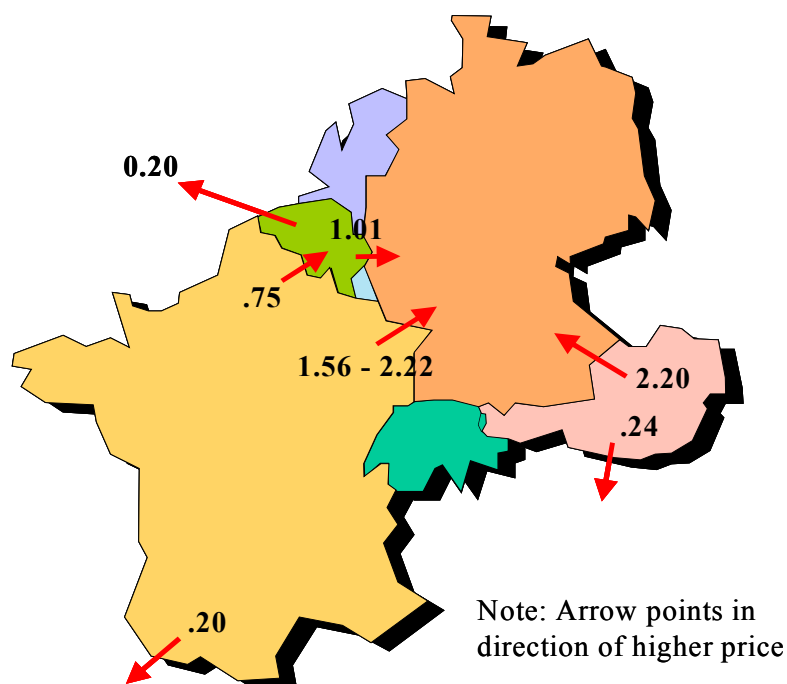 0.20
1.01
.75
1.56 - 2.22
2.20
.24
.20
Note: Arrow points in
direction of higher price